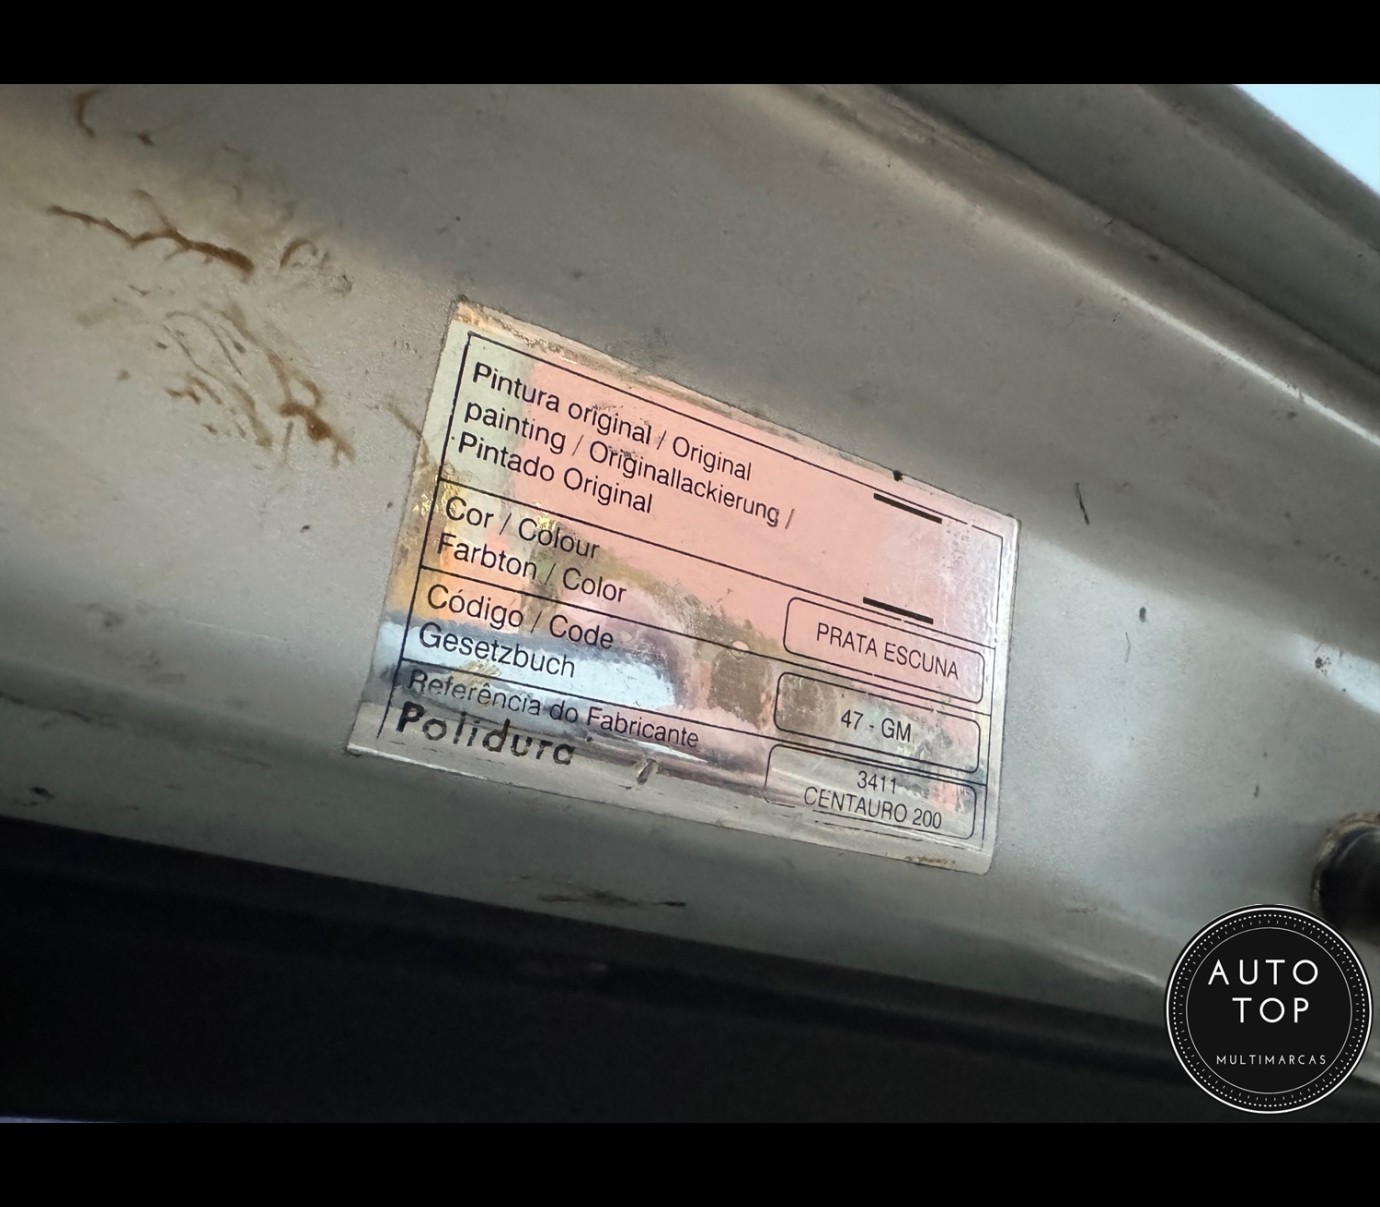 Pintura original / Original
painting / Originallackierung /
Pintado Original
Cor / Colour
Farbton / Color
PRATA ESCUNA
Código / Code
Gesetzbuch
47 - GM
Referência do Fabricante
Polidura
3411
CENTAURO 200
AUTO
TOP
MULTIMARCAS